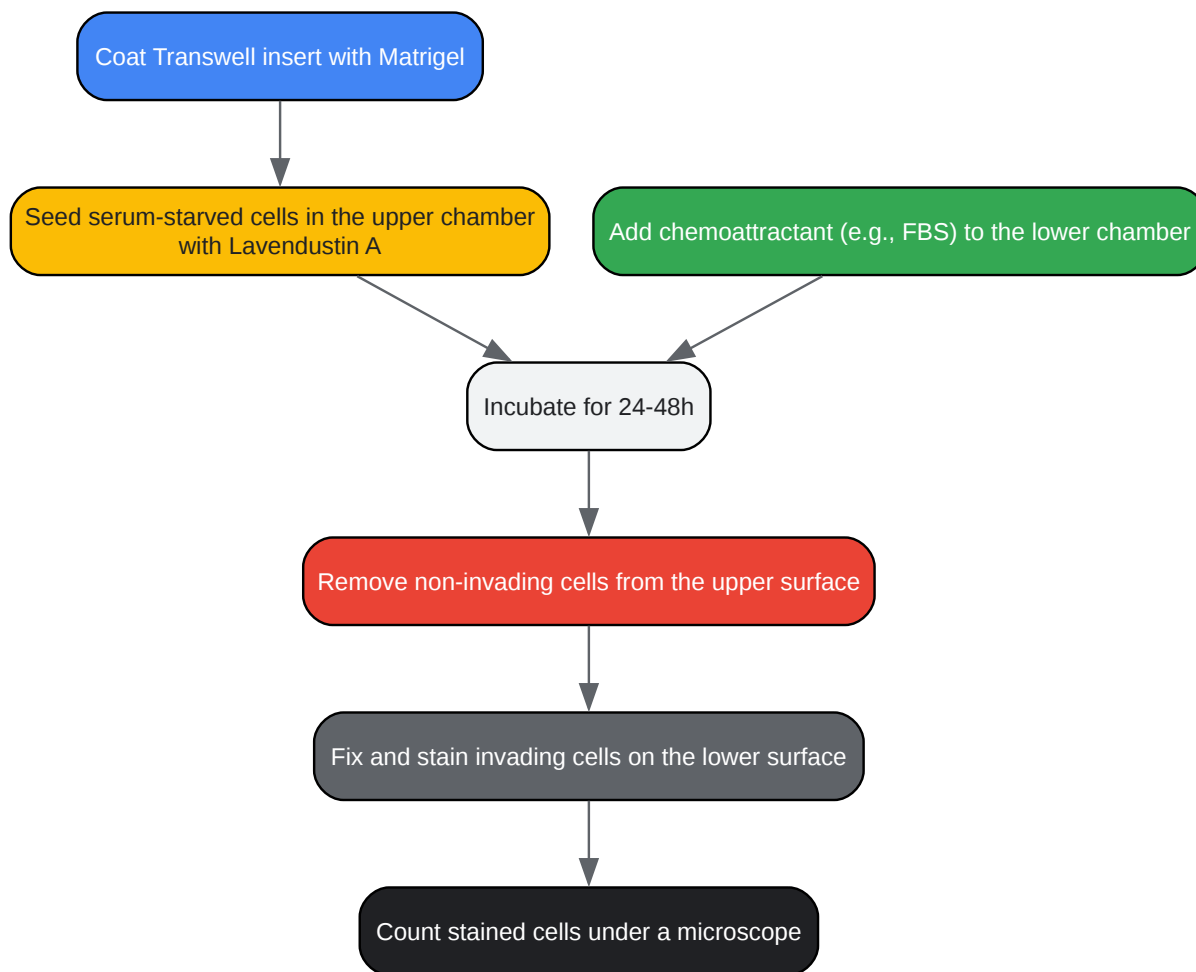 Coat Transwell insert with Matrigel
Seed serum-starved cells in the upper chamber
with Lavendustin A
Add chemoattractant (e.g., FBS) to the lower chamber
Incubate for 24-48h
Remove non-invading cells from the upper surface
Fix and stain invading cells on the lower surface
Count stained cells under a microscope